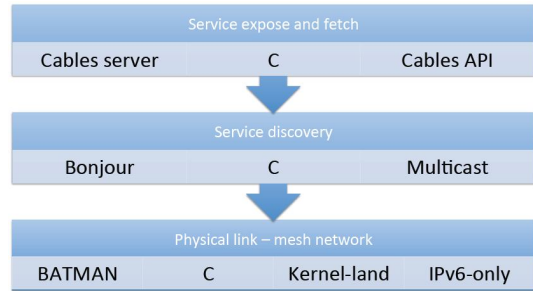 Service expose and fetch
Cables server C Cables API
Service discovery
Bonjour C Multicast
Physical link – mesh network
BATMAN C Kernel-land IPv6-only